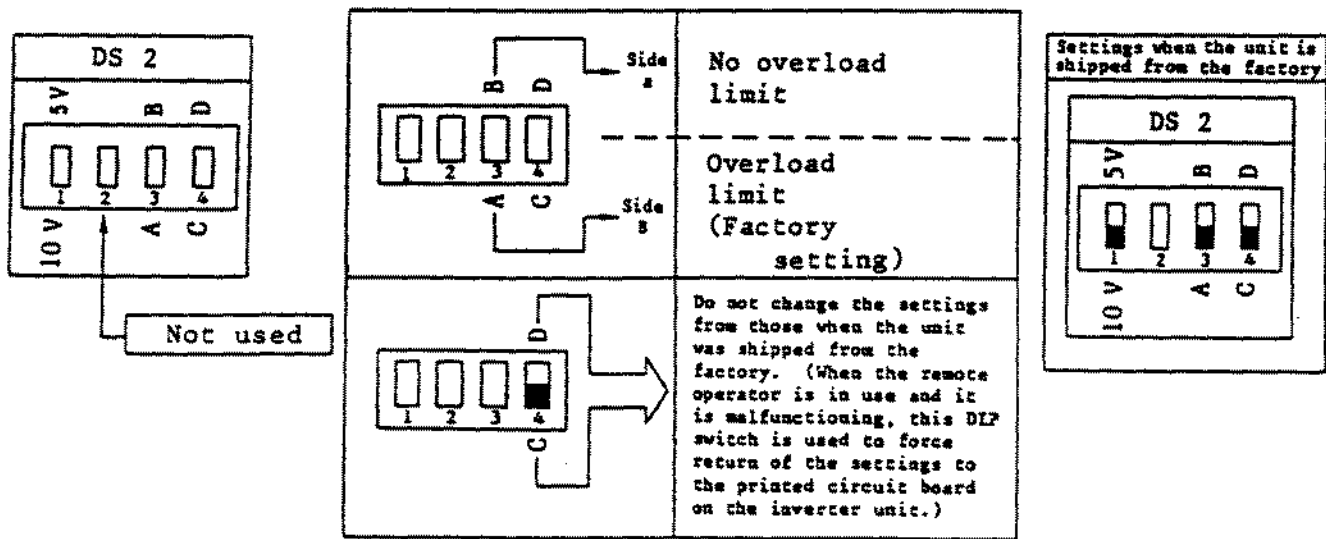 DS 2
5V B D
1 2 3 4
10 V A C
Not used
B D
1 2 3 4
A C
Side
a
Side
B
No overload
limit
Overload
limit
(Factory
setting)
D
1 2 3 4
C
Do not change the settings
from those when the unit
was shipped from the
factory. (When the remote
operator is in use and it
is malfunctioning, this DIP
switch is used to force
return of the settings to
the printed circuit board
on the inverter unit.)
Settings when the unit is
shipped from the factory
DS 2
5V B D
1 2 3 4
10 V A C